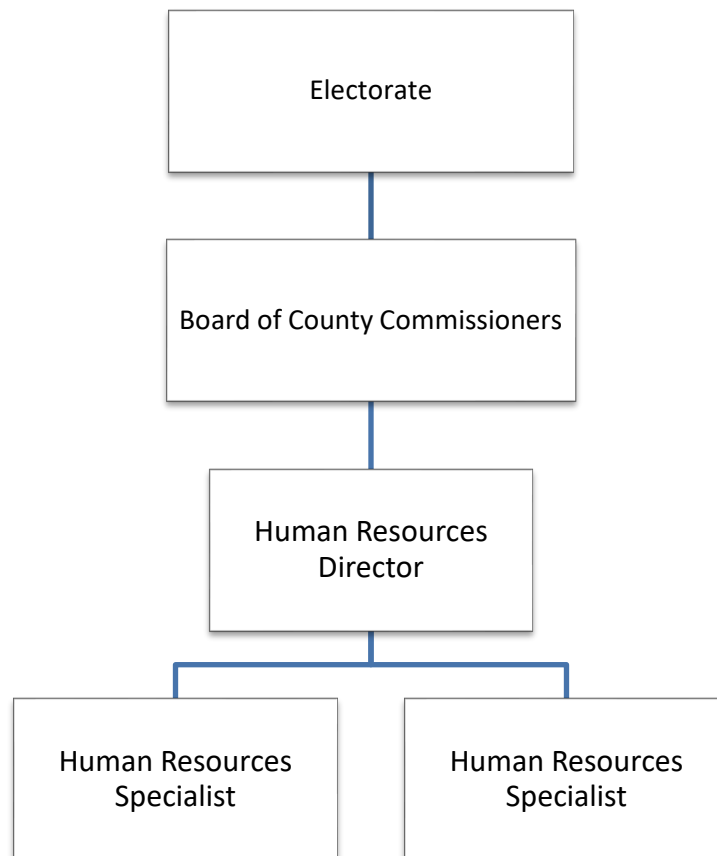 Electorate
Board of County Commissioners
Human Resources
Director
Human Resources
Specialist
Human Resources
Specialist